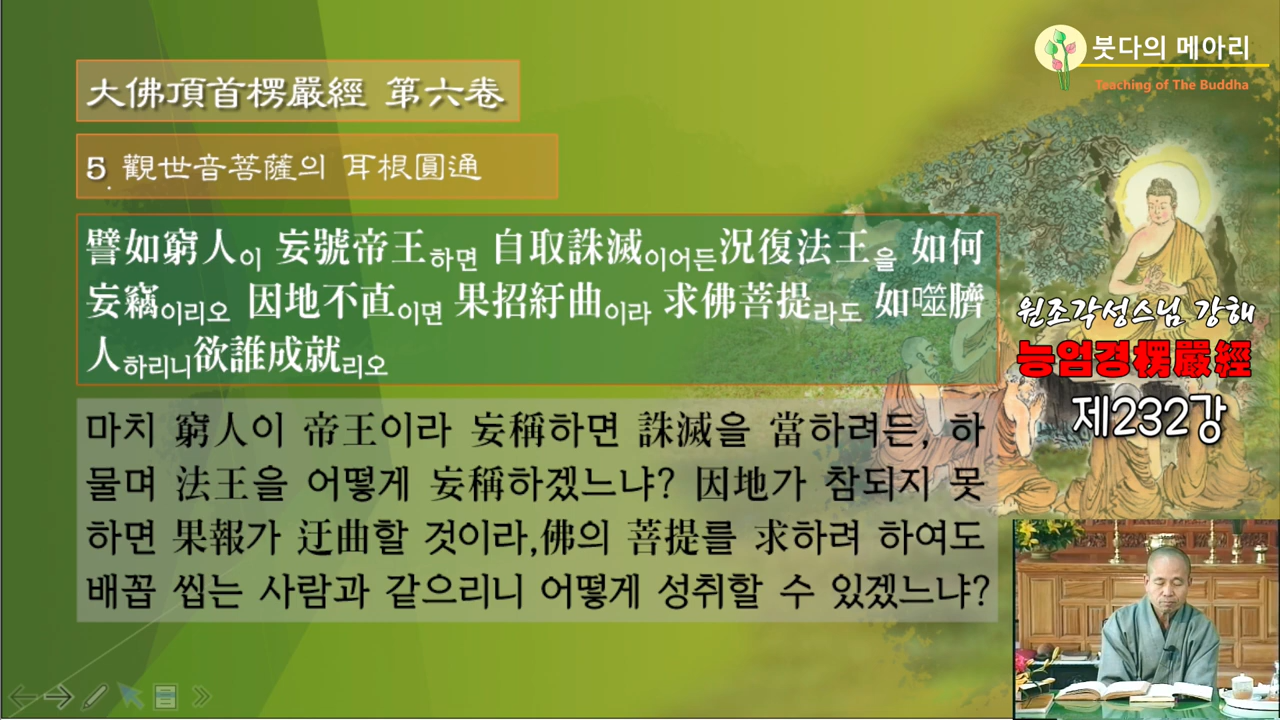 大佛頂首楞嚴經 第六卷
5. 觀世音菩薩의 耳根圓通
譬如窮人이 妄號帝王하면 自取誅滅이어든況復法王을 如何
妄竊이리오 因地不直이면 果招紆曲이라 求佛菩提라도 如噬臍
人하리니欲誰成就리오
마치 窮人이 帝王이라 妄稱하면 誅滅을 當하려든, 하
물며 法王을 어떻게 妄稱하겠느냐? 因地가 참되지 못
하면 果報가 迂曲할 것이라,佛의 菩提를 求하려 하여도
배꼽 씹는 사람과 같으리니 어떻게 성취할 수 있겠느냐?
붓다의 메아리
Teaching of The Buddha
원조각성스님 강해
능엄경楞嚴經
제232강